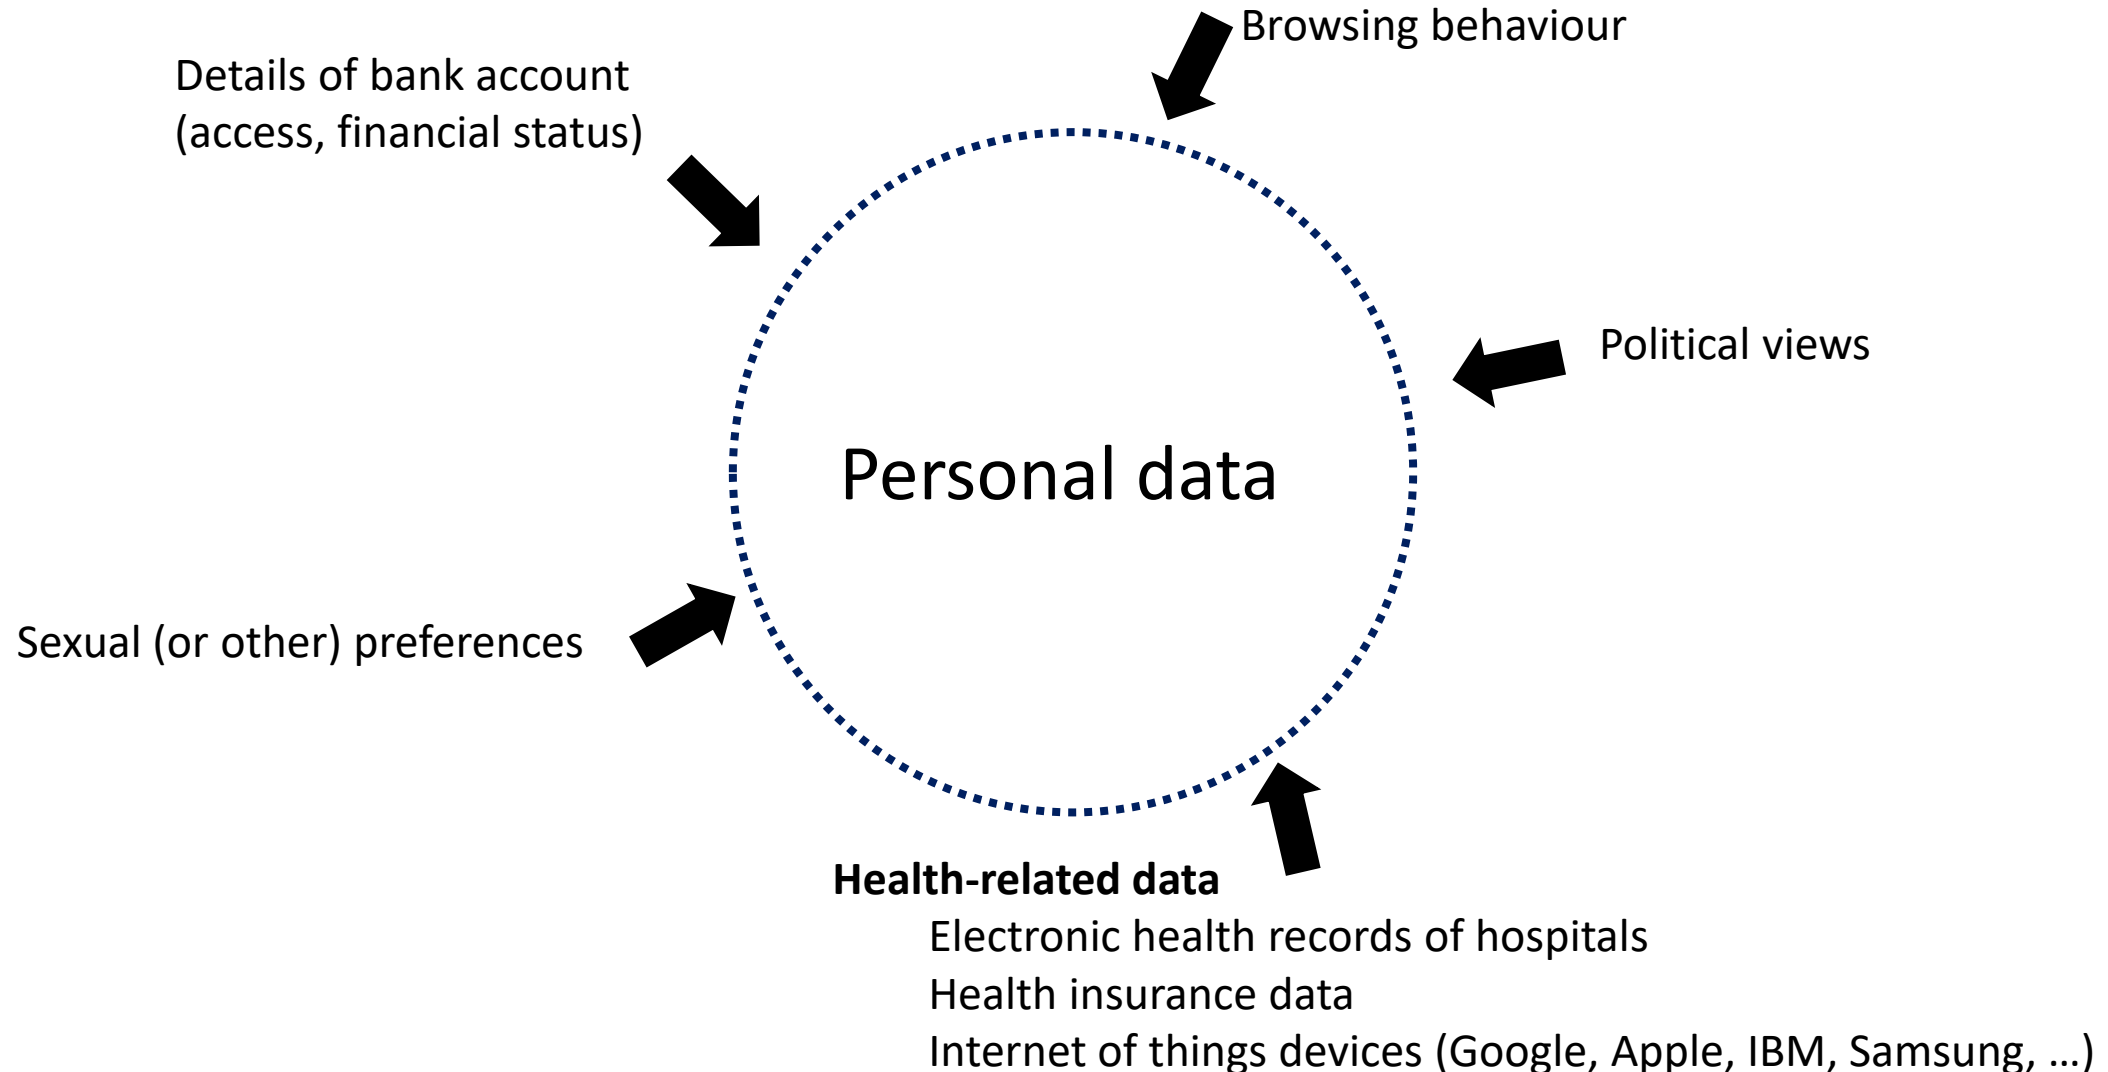 Browsing behaviour
Details of bank account
(access, financial status)
Political views
Personal data
Sexual (or other) preferences
Health-related data
Electronic health records of hospitals
Health insurance data
Internet of things devices (Google, Apple, IBM, Samsung, …)